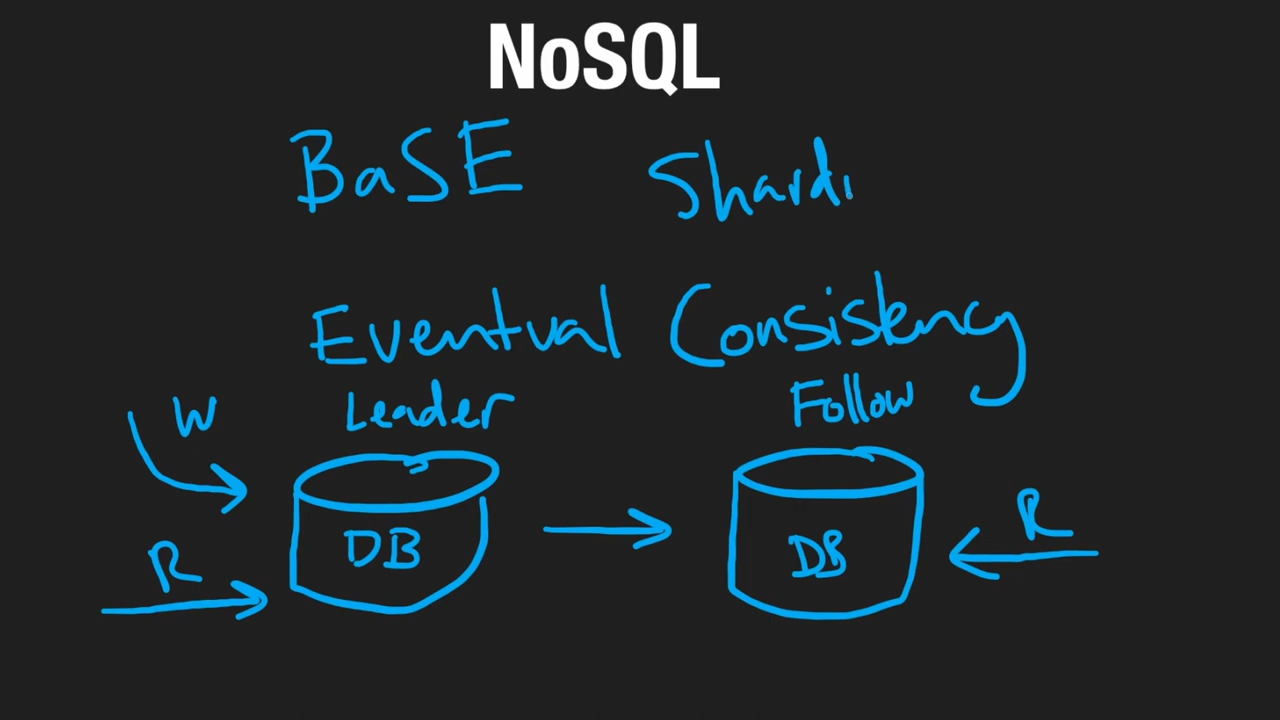 NoSQL
BaSE Shardi
Eventual Consistency
Leader Follow
W
DB DB
R R